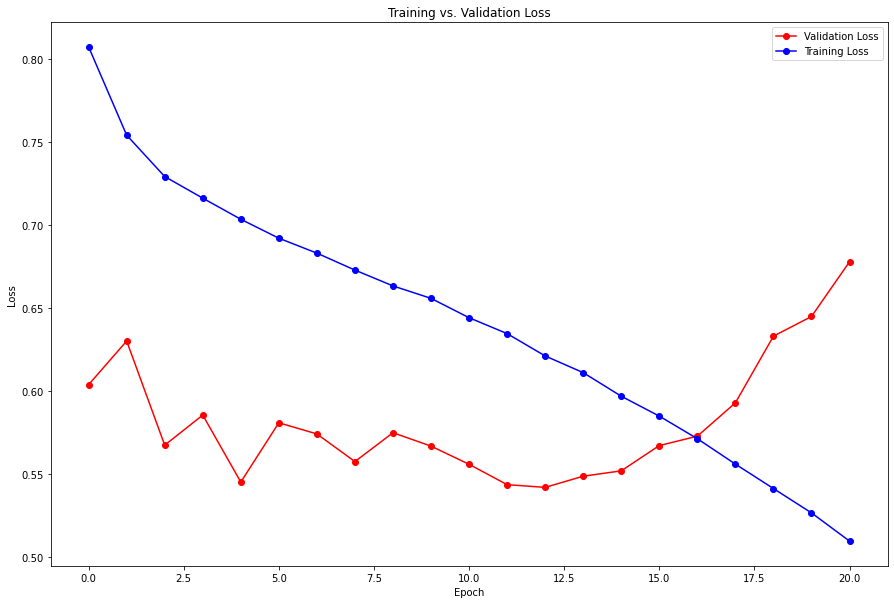 Training vs. Validation Loss
Validation Loss
Training Loss
Loss
0.80
0.75
0.70
0.65
0.60
0.55
0.50
0.0 2.5 5.0 7.5 10.0 12.5 15.0 17.5 20.0
Epoch